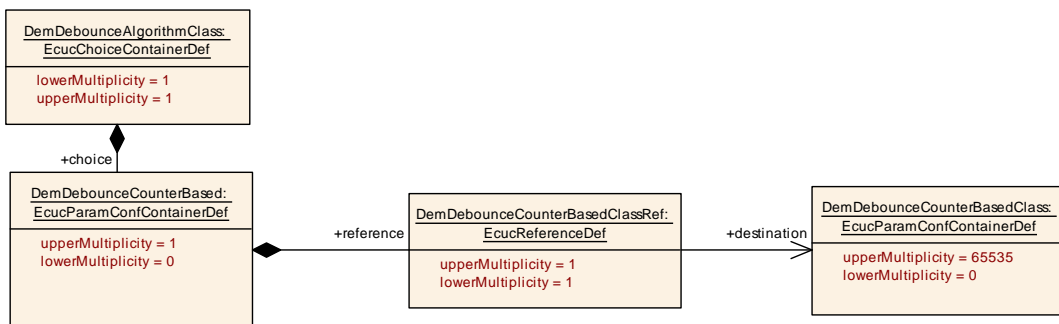 DemDebounceAlgorithmClass:
EcucChoiceContainerDef
lowerMultiplicity = 1
upperMultiplicity = 1
+choice
DemDebounceCounterBased:
EcucParamConfContainerDef
upperMultiplicity = 1
lowerMultiplicity = 0
+reference
DemDebounceCounterBasedClassRef:
EcucReferenceDef
upperMultiplicity = 1
lowerMultiplicity = 1
+destination
DemDebounceCounterBasedClass:
EcucParamConfContainerDef
upperMultiplicity = 65535
lowerMultiplicity = 0